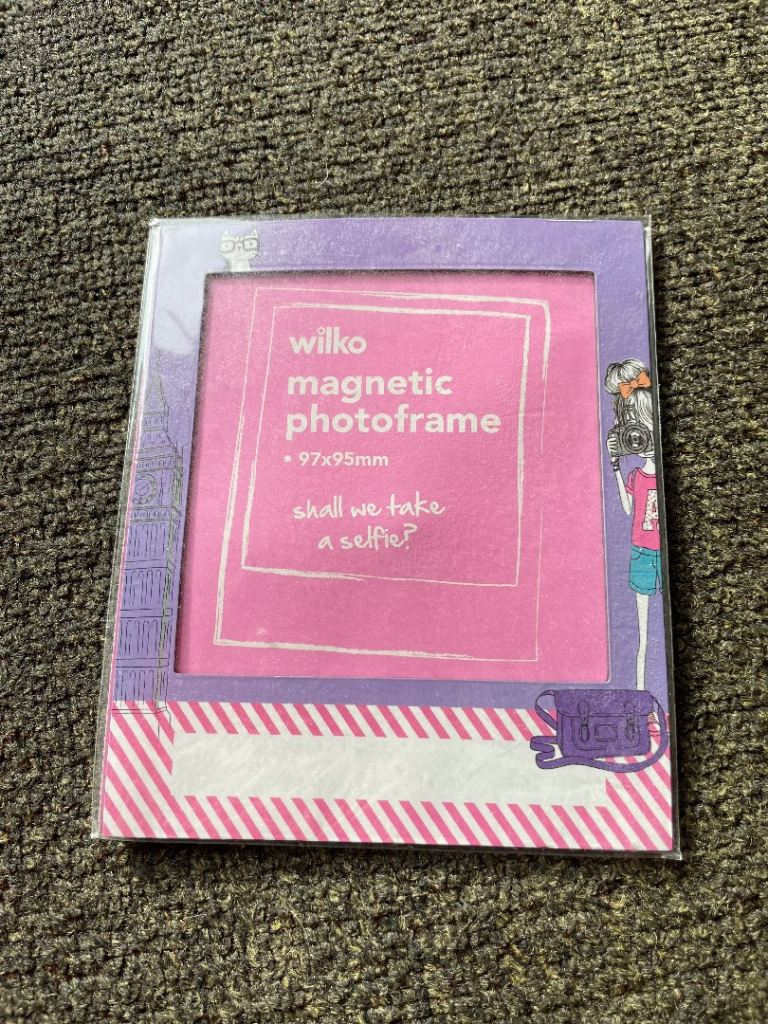 wilko
magnetic
photoframe
• 97x95mm
shall we take
a selfie?